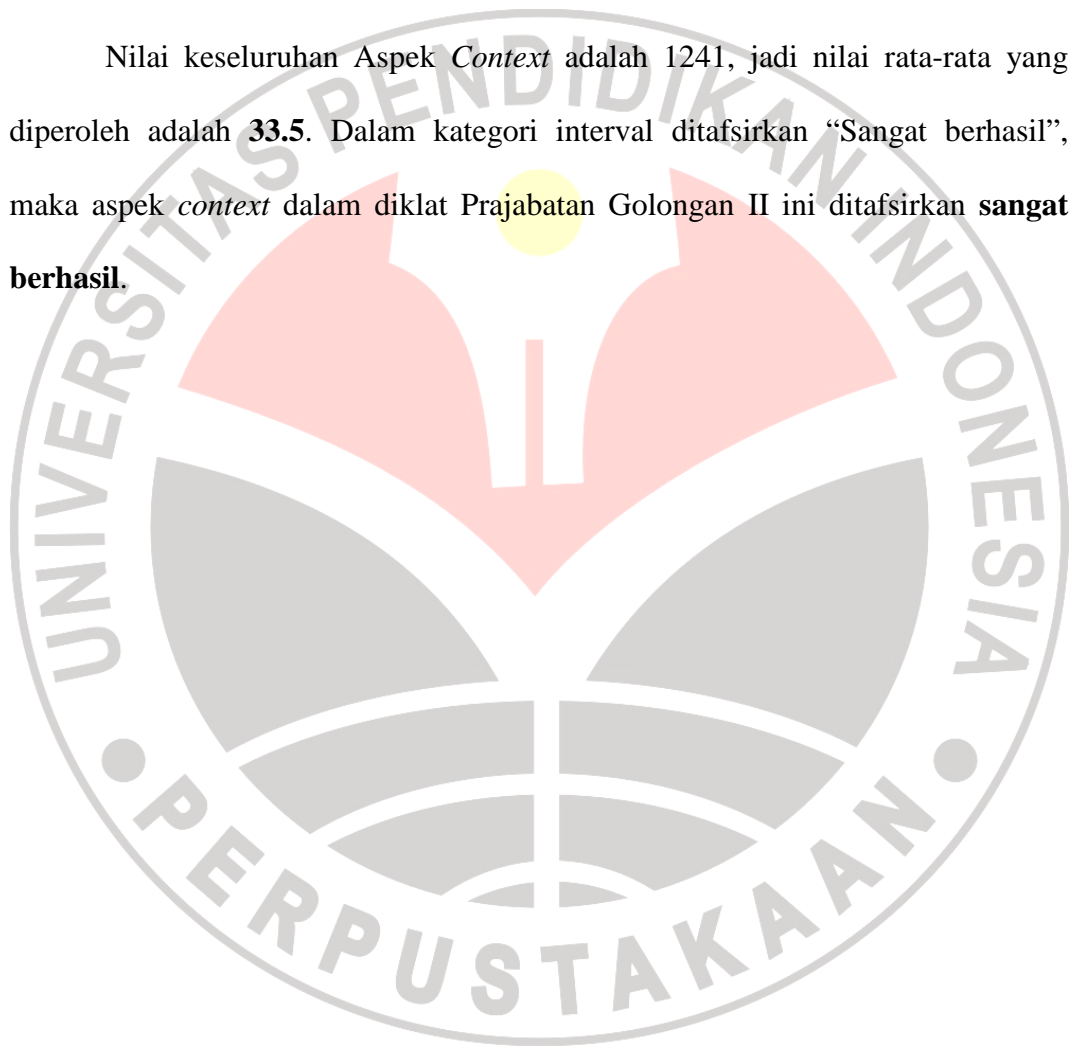 Nilai keseluruhan Aspek Context adalah 1241, jadi nilai rata-rata yang
diperoleh adalah 33.5. Dalam kategori interval ditafsirkan “Sangat berhasil”,
maka aspek context dalam diklat Prajabatan Golongan II ini ditafsirkan sangat
berhasil.
UNIVERSITAS PENDIDIKAN INDONESIA
PERPUSTAKAAN